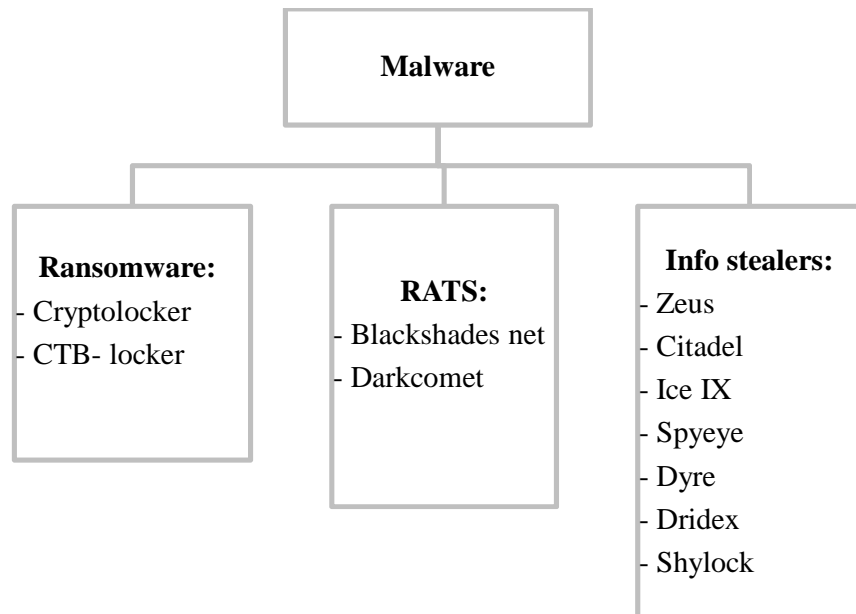 Malware
Ransomware:
- Cryptolocker
- CTB- locker
RATS:
- Blackshades net
- Darkcomet
Info stealers:
- Zeus
- Citadel
- Ice IX
- Spyeye
- Dyre
- Dridex
- Shylock